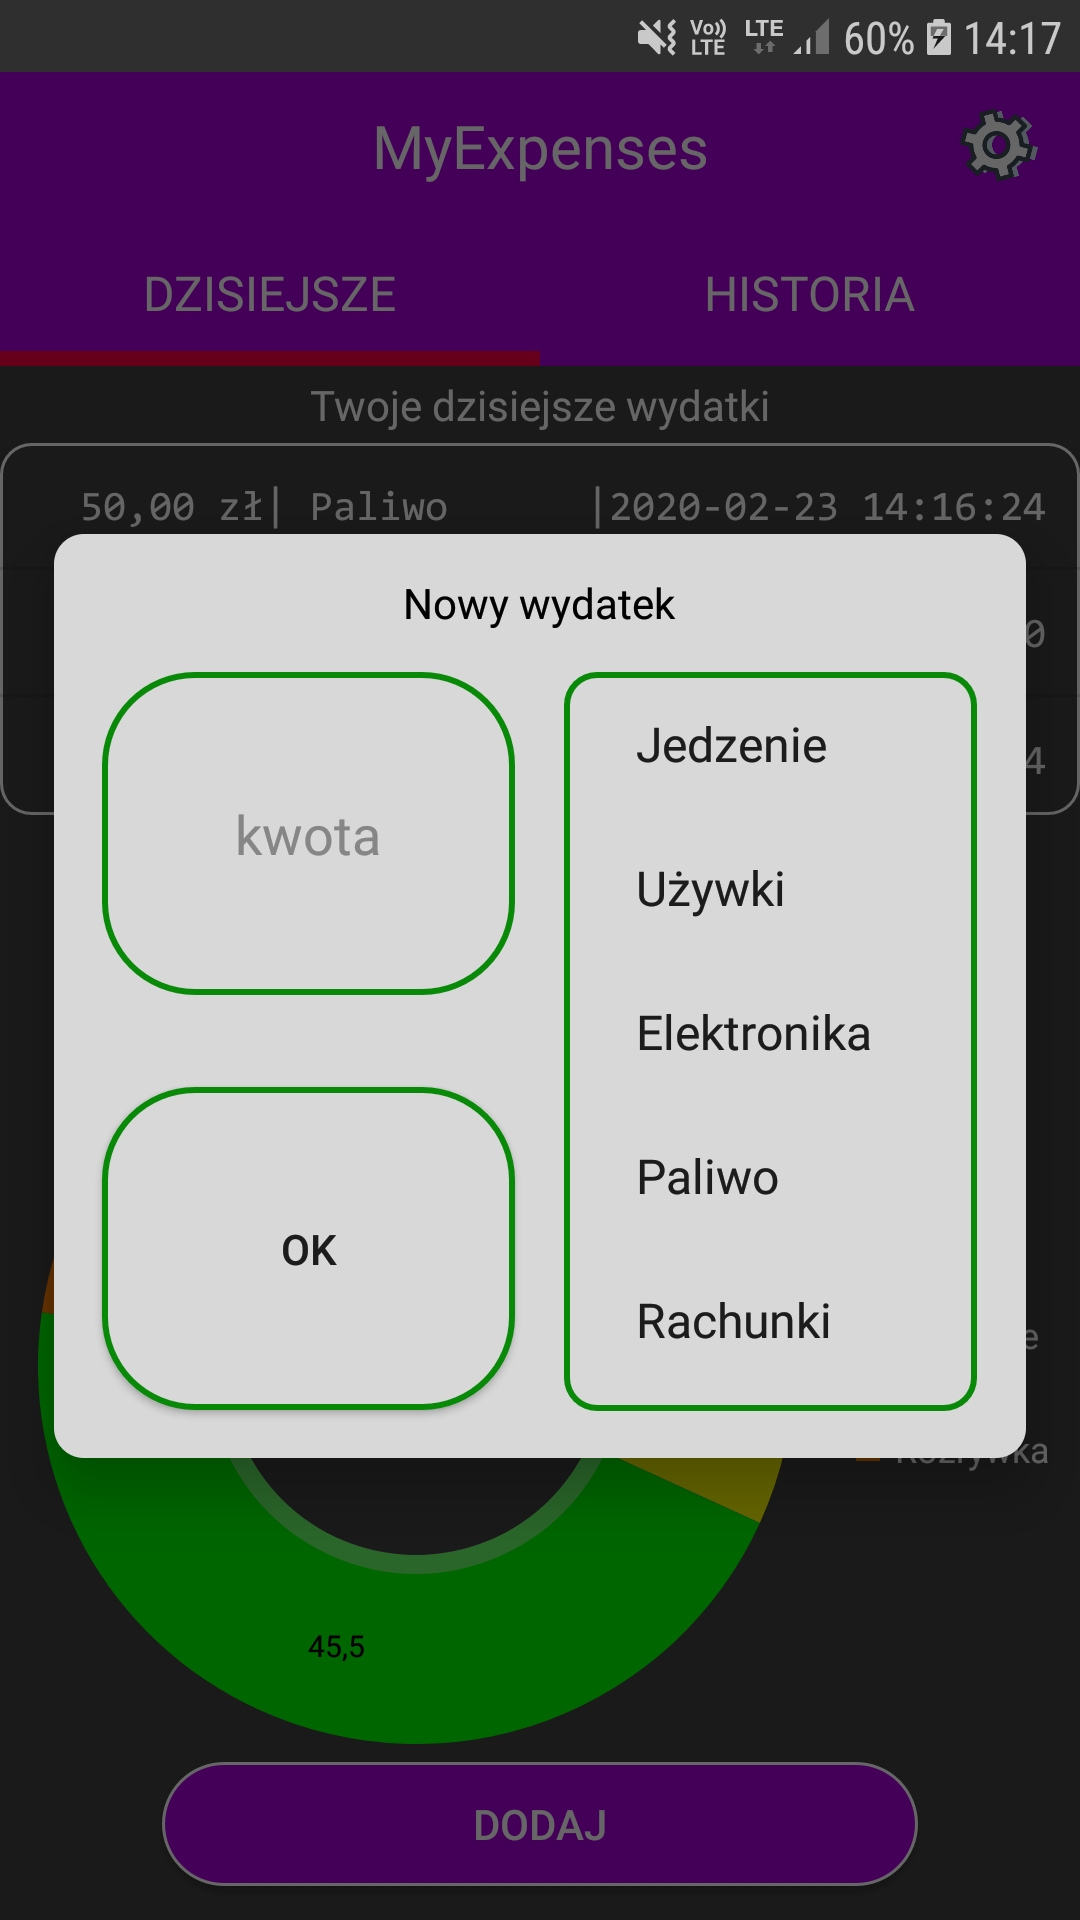 Vo)) LTE LTE 60% 14:17
MyExpenses
DZISIEJSZE HISTORIA
Twoje dzisiejsze wydatki
50,00 zł| Paliwo |2020-02-23 14:16:24
0
4
Nowy wydatek
kwota
OK
Jedzenie
Używki
Elektronika
Paliwo
Rachunki
e
45,5
DODAJ